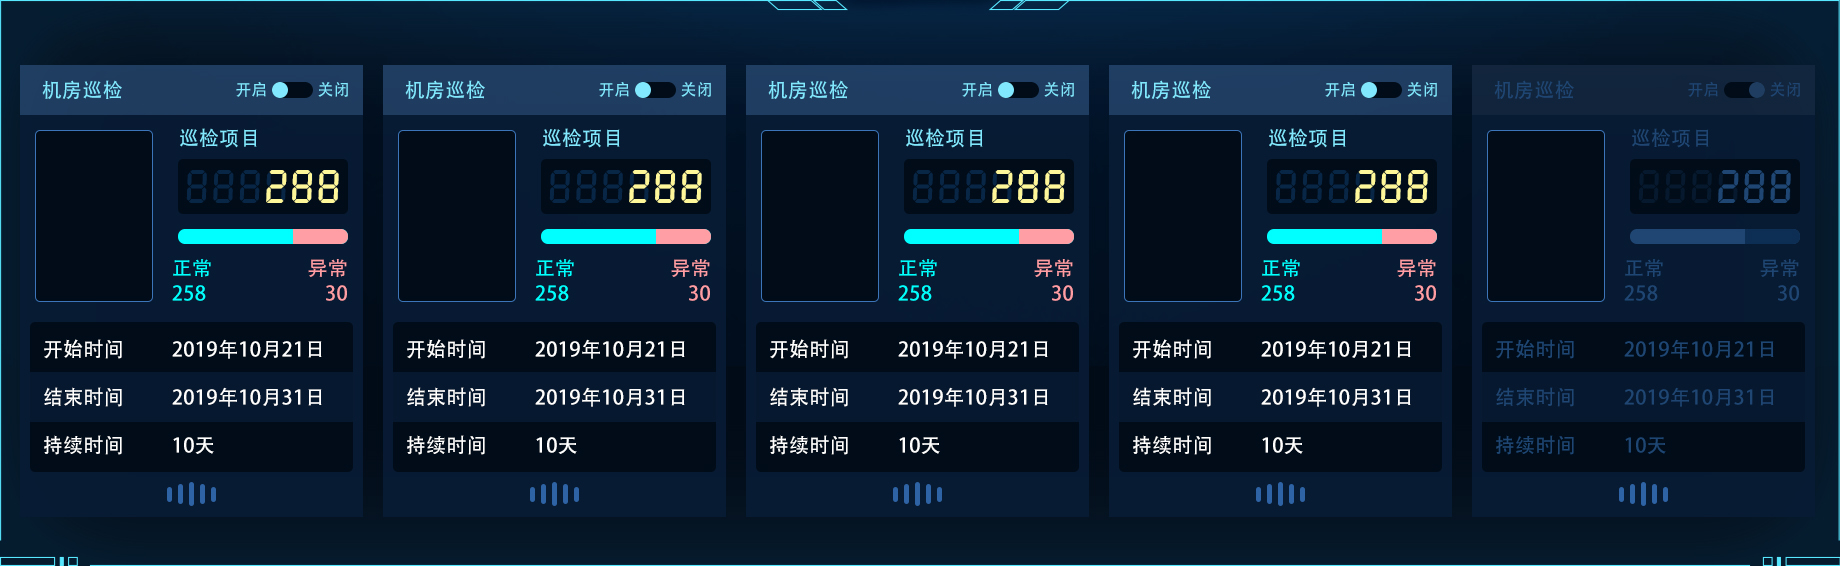 机房巡检 开启 关闭
巡检项目
288
正常 异常
258 30
开始时间 2019年10月21日
结束时间 2019年10月31日
持续时间 10天
机房巡检 开启 关闭
巡检项目
288
正常 异常
258 30
开始时间 2019年10月21日
结束时间 2019年10月31日
持续时间 10天
机房巡检 开启 关闭
巡检项目
288
正常 异常
258 30
开始时间 2019年10月21日
结束时间 2019年10月31日
持续时间 10天
机房巡检 开启 关闭
巡检项目
288
正常 异常
258 30
开始时间 2019年10月21日
结束时间 2019年10月31日
持续时间 10天
机房巡检 开启 关闭
巡检项目
288
正常 异常
258 30
开始时间 2019年10月21日
结束时间 2019年10月31日
持续时间 10天